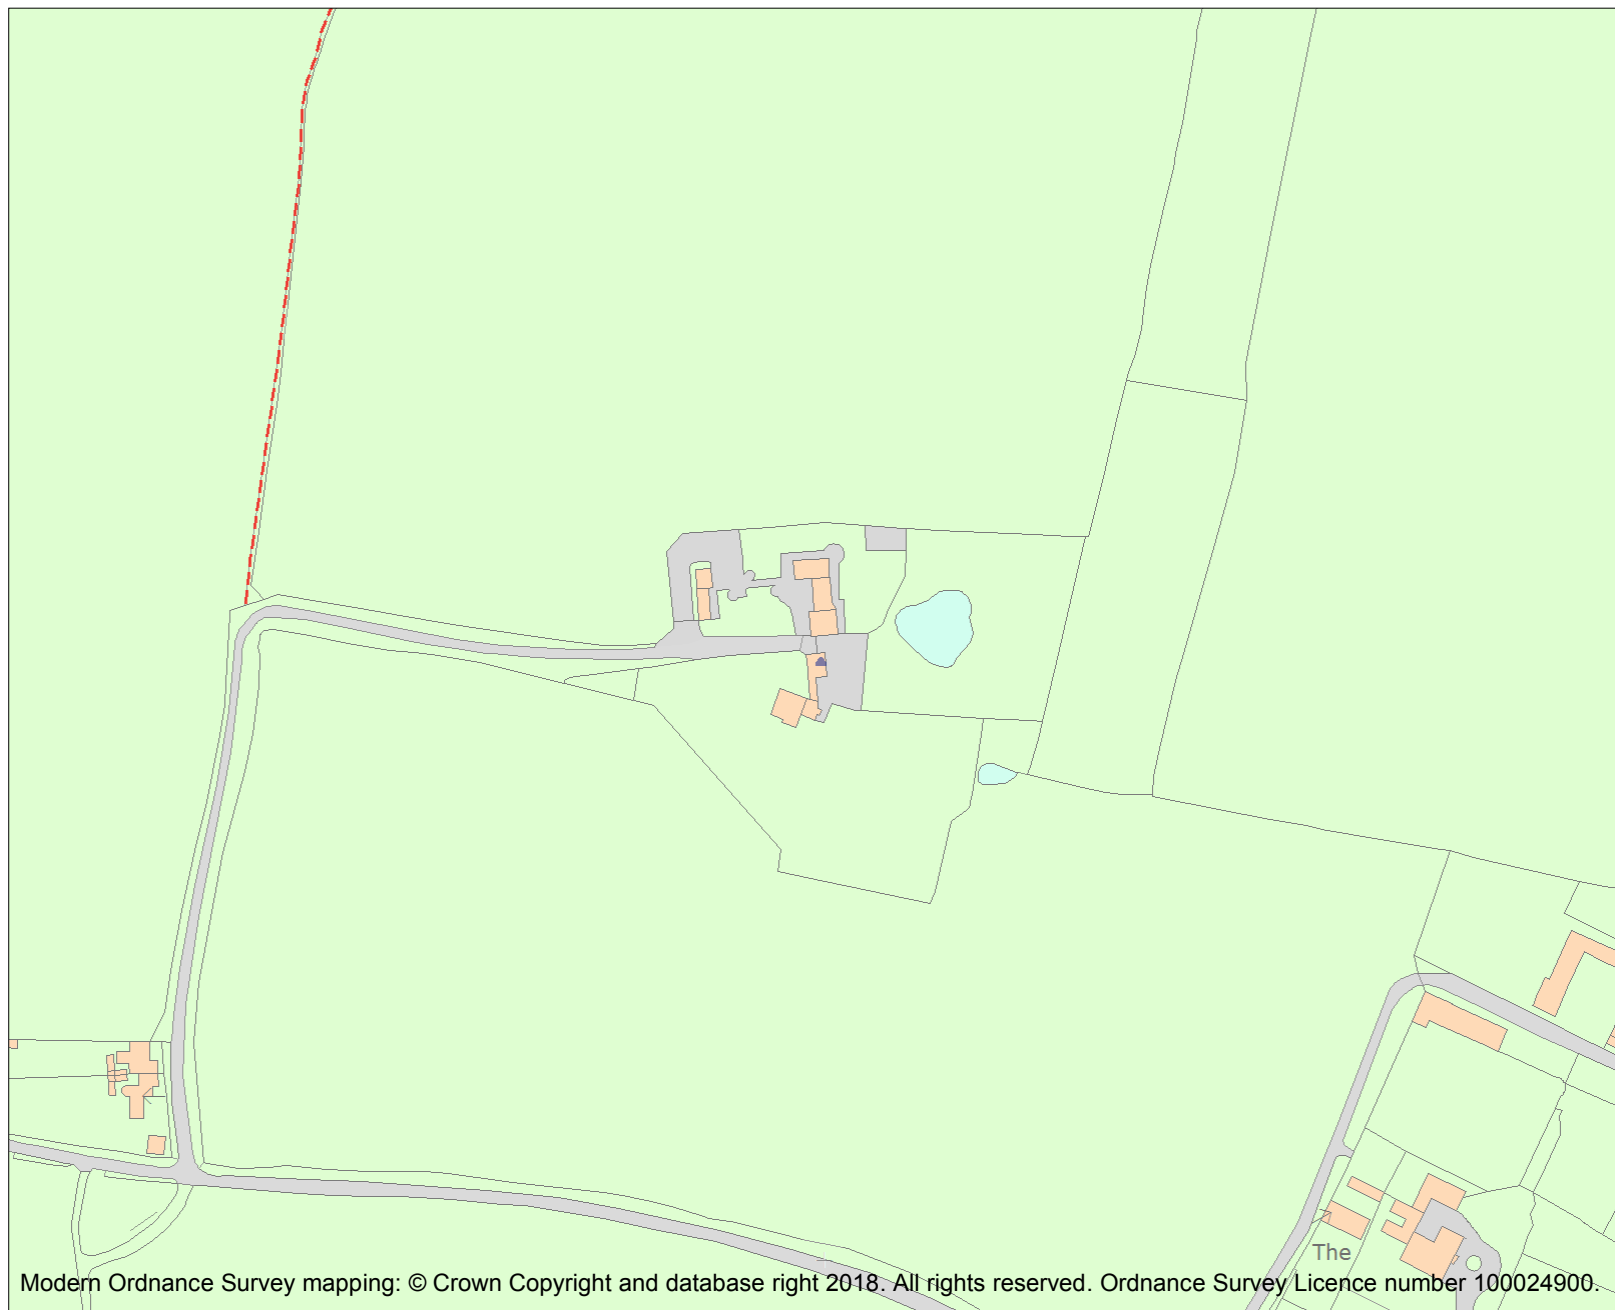 The
Modern Ordnance Survey mapping: © Crown Copyright and database right 2018. All rights reserved. Ordnance Survey Licence number 100024900.